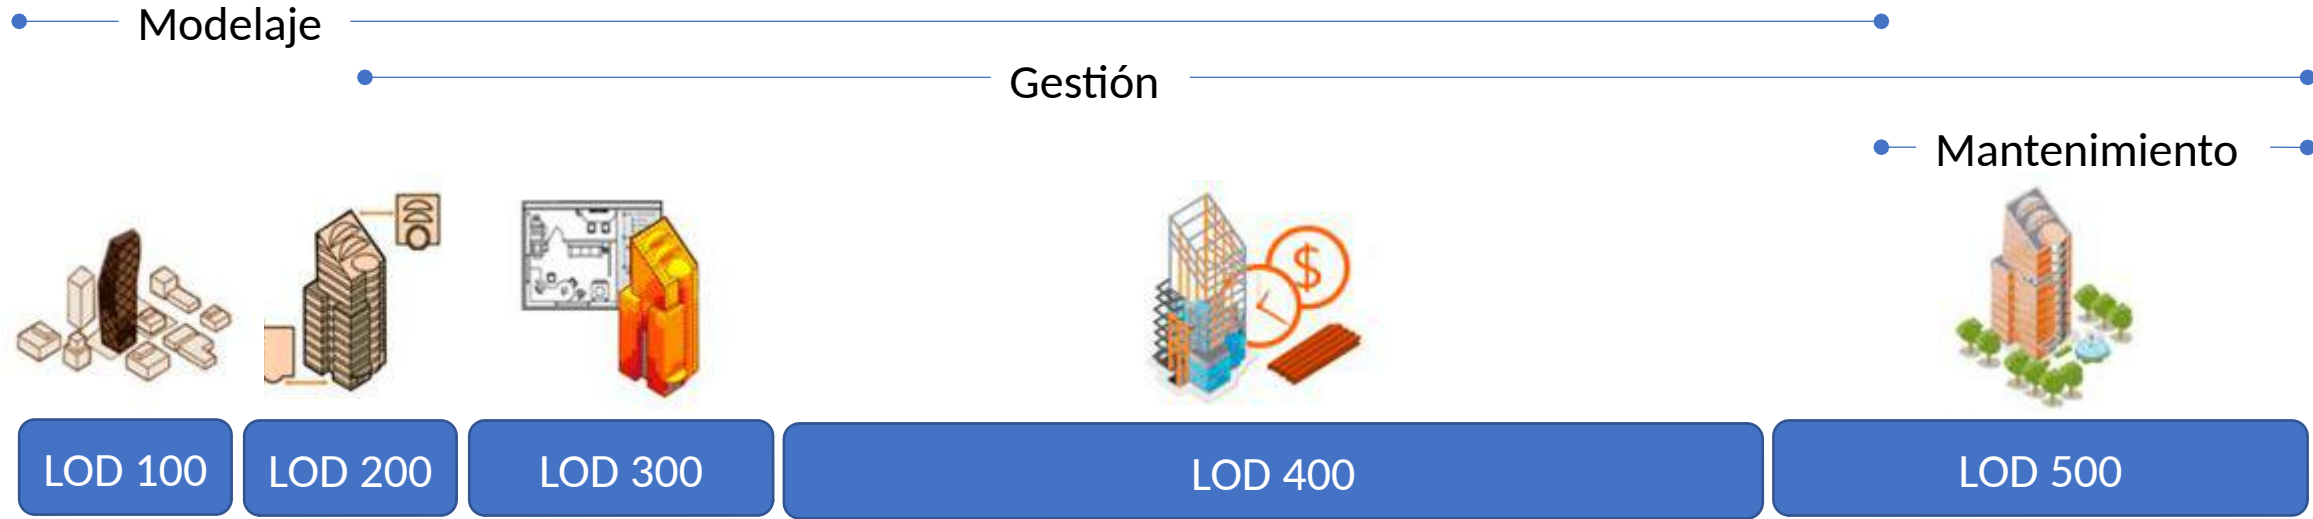 Modelaje
Gestión
Mantenimiento
$
LOD 100
LOD 200
LOD 300
LOD 400
LOD 500